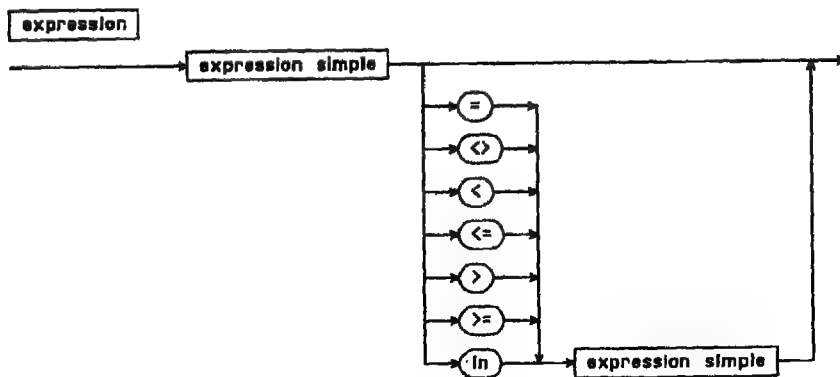 expression
expression simple
=
<>
<
<=
>
>=
in
expression simple